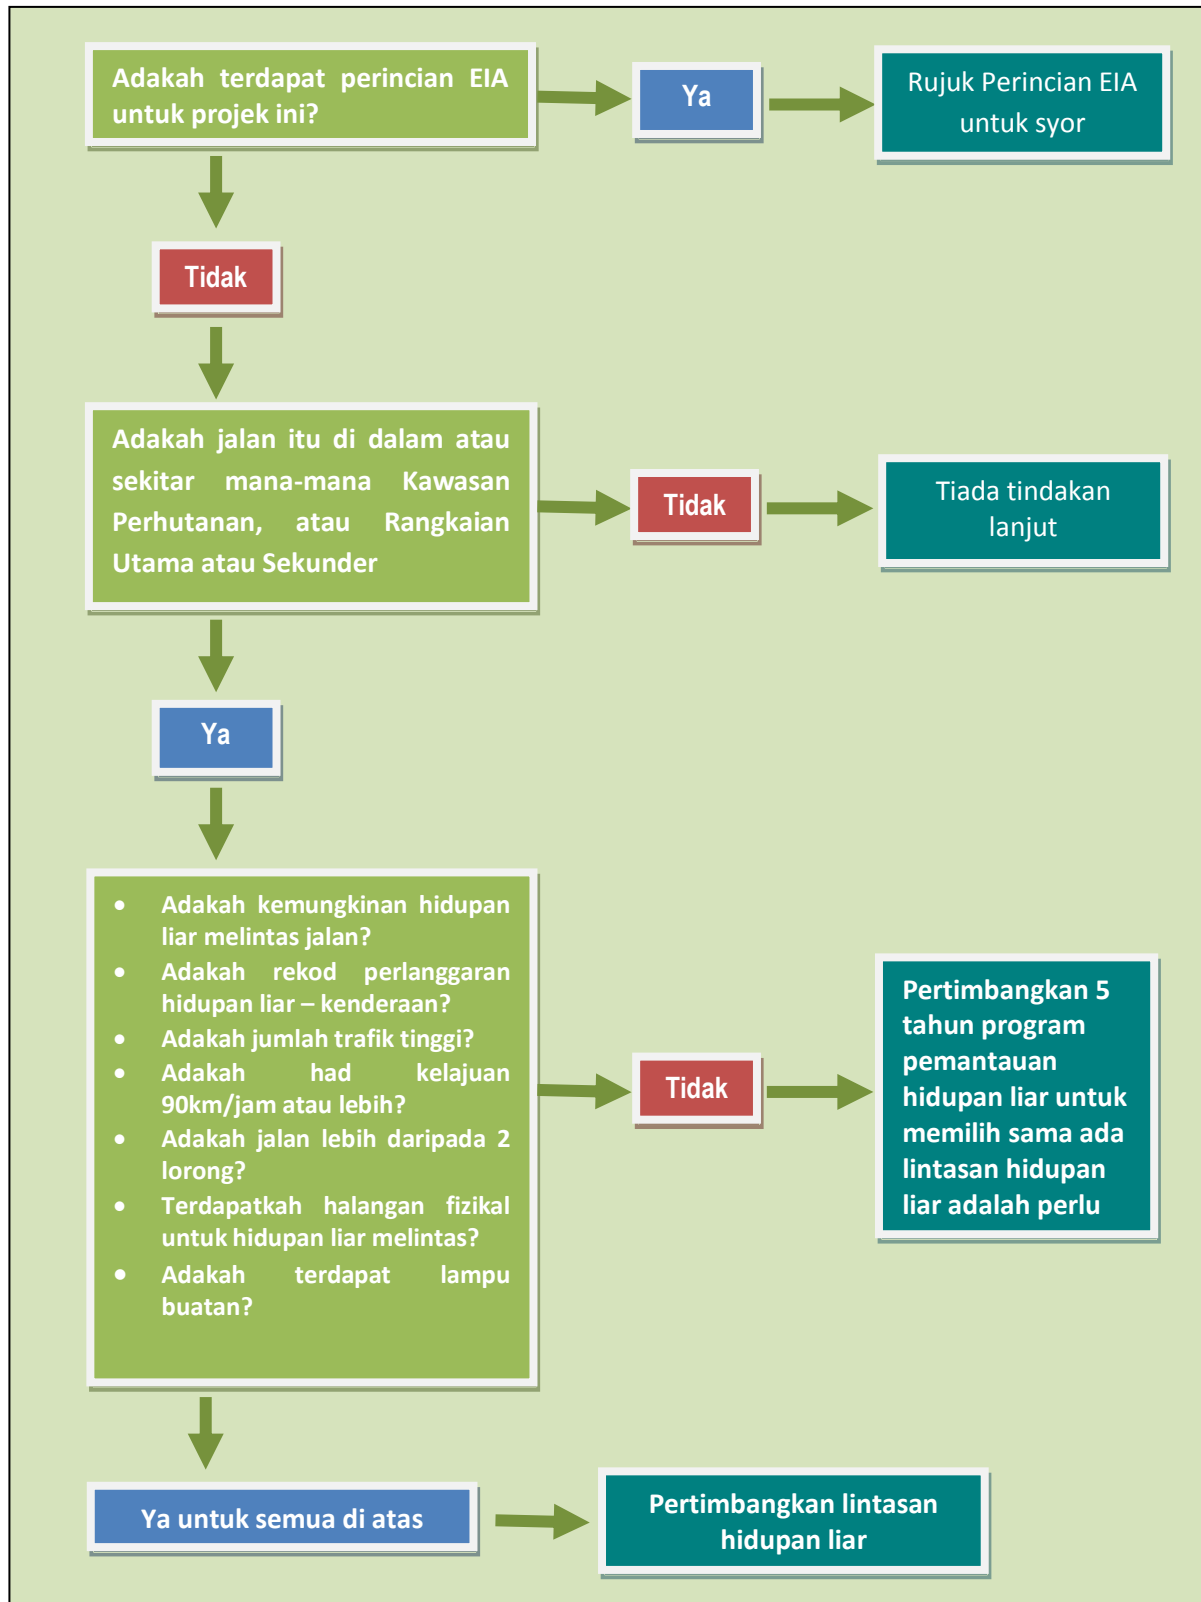 Adakah terdapat perincian EIA
untuk projek ini?
Ya
Rujuk Perincian EIA
untuk syor
Tidak
Adakah jalan itu di dalam atau
sekitar mana-mana Kawasan
Perhutanan, atau Rangkaian
Utama atau Sekunder
Tidak
Tiada tindakan
lanjut
Ya
• Adakah kemungkinan hidupan
liar melintas jalan?
• Adakah rekod perlanggaran
hidupan liar – kenderaan?
• Adakah jumlah trafik tinggi?
• Adakah had kelajuan
90km/jam atau lebih?
• Adakah jalan lebih daripada 2
lorong?
• Terdapatkah halangan fizikal
untuk hidupan liar melintas?
• Adakah terdapat lampu
buatan?
Tidak
Pertimbangkan 5
tahun program
pemantauan
hidupan liar untuk
memilih sama ada
lintasan hidupan
liar adalah perlu
Ya untuk semua di atas
Pertimbangkan lintasan
hidupan liar